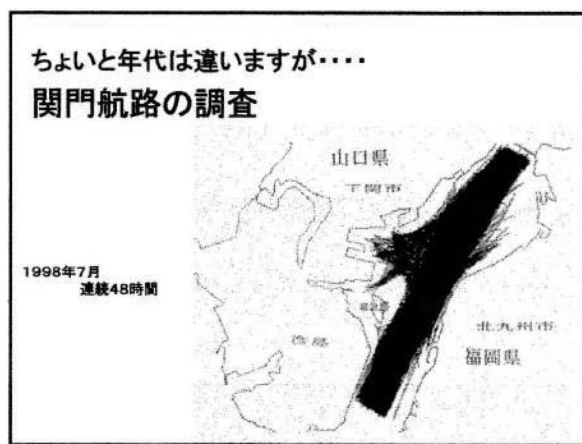 ちょいと年代は違いますが‥‥
関門航路の調査
山口県
下関市
1998年7月
連続48時間
北九州市
福岡県